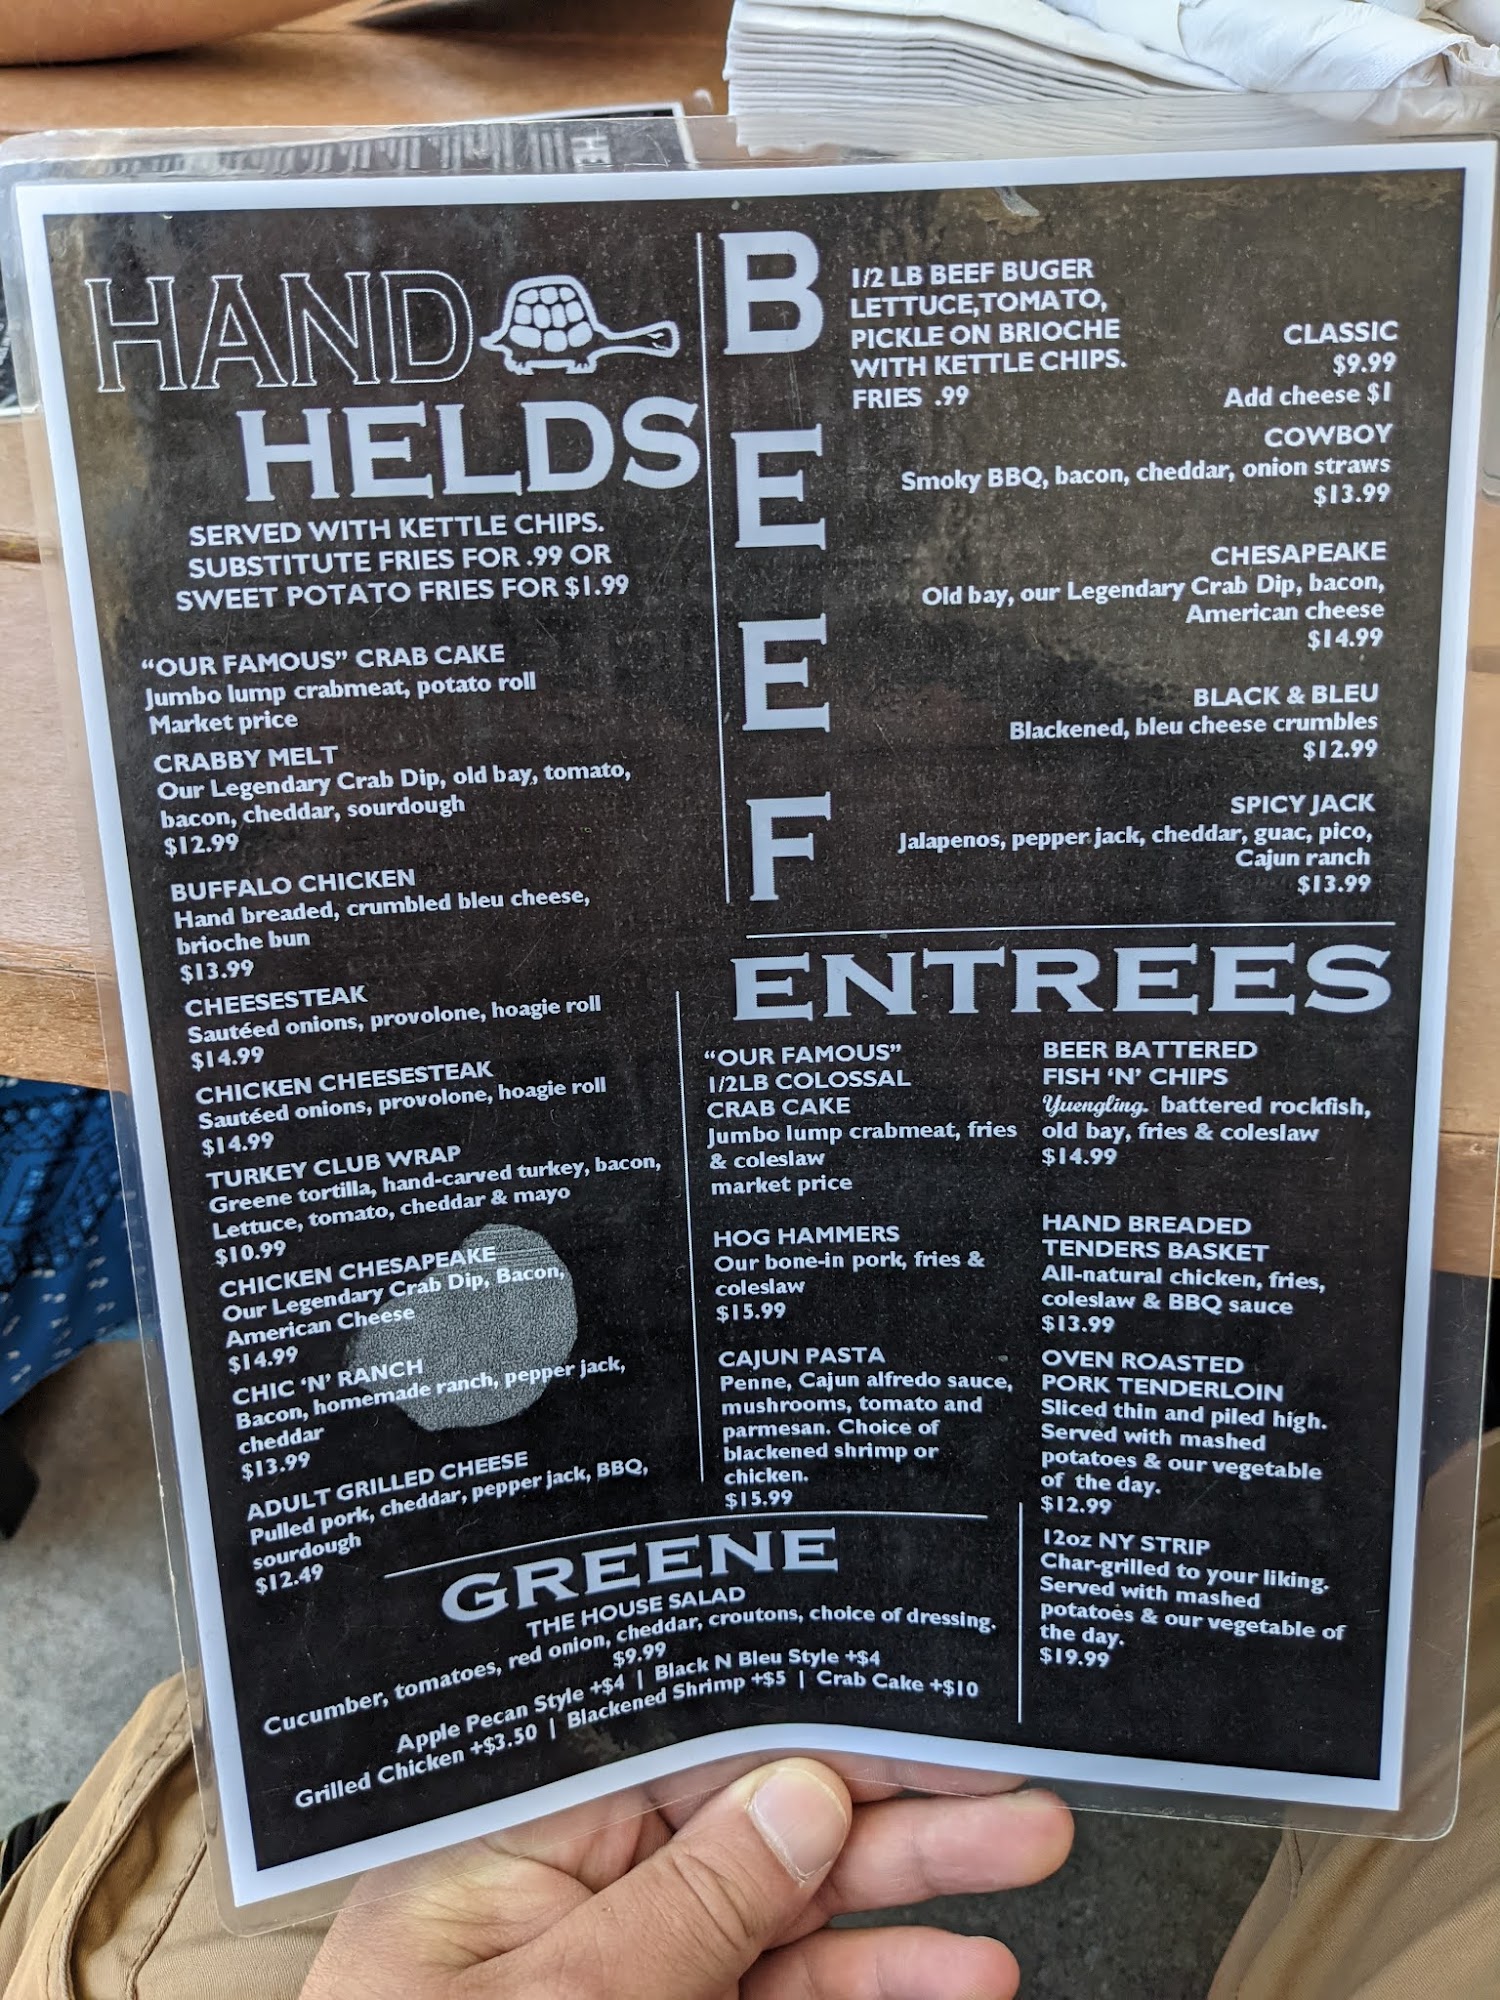 HAND
HELDS
SERVED WITH KETTLE CHIPS.
SUBSTITUTE FRIES FOR .99 OR
SWEET POTATO FRIES FOR $1.99
"OUR FAMOUS" CRAB CAKE
Jumbo lump crabmeat, potato roll
Market price
CRABBY MELT
Our Legendary Crab Dip, old bay, tomato,
bacon, cheddar, sourdough
$12.99
BUFFALO CHICKEN
Hand breaded, crumbled bleu cheese,
brioche bun
$13.99
CHEESESTEAK
Sautéed onions, provolone, hoagie roll
$14.99
CHICKEN CHEESESTEAK
Sautéed onions, provolone, hoagie roll
$14.99
TURKEY CLUB WRAP
Greene tortilla, hand-carved turkey, bacon,
Lettuce, tomato, cheddar & mayo
$10.99
CHICKEN CHESAPEAKE
Our Legendary Crab Dip, Bacon,
American Cheese
$14.99
CHIC 'N' RANCH
Bacon, homemade ranch, pepper jack,
cheddar
$13.99
ADULT GRILLED CHEESE
Pulled pork, cheddar, pepper jack, BBQ,
sourdough
$12.49
BEEF
1/2 LB BEEF BUGER
LETTUCE,TOMATO,
PICKLE ON BRIOCHE
WITH KETTLE CHIPS.
FRIES .99
CLASSIC
$9.99
Add cheese $1
COWBOY
Smoky BBQ, bacon, cheddar, onion straws
$13.99
CHESAPEAKE
Old bay, our Legendary Crab Dip, bacon,
American cheese
$14.99
BLACK & BLEU
Blackened, bleu cheese crumbles
$12.99
SPICY JACK
Jalapenos, pepper jack, cheddar, guac, pico,
Cajun ranch
$13.99
ENTREES
"OUR FAMOUS"
1/2LB COLOSSAL
CRAB CAKE
Jumbo lump crabmeat, fries
& coleslaw
market price
HOG HAMMERS
Our bone-in pork, fries &
coleslaw
$15.99
CAJUN PASTA
Penne, Cajun alfredo sauce,
mushrooms, tomato and
parmesan. Choice of
blackened shrimp or
chicken.
$15.99
BEER BATTERED
FISH 'N' CHIPS
Yuengling. battered rockfish,
old bay, fries & coleslaw
$14.99
HAND BREADED
TENDERS BASKET
All-natural chicken, fries,
coleslaw & BBQ sauce
$13.99
OVEN ROASTED
PORK TENDERLOIN
Sliced thin and piled high.
Served with mashed
potatoes & our vegetable
of the day.
$12.99
12oz NY STRIP
Char-grilled to your liking.
Served with mashed
potatoes & our vegetable of
the day.
$19.99
GREENE
THE HOUSE SALAD
Cucumber, tomatoes, red onion, cheddar, croutons, choice of dressing.
$9.99
Apple Pecan Style +$4 | Black N Bleu Style +$4
Grilled Chicken +$3.50 | Blackened Shrimp +$5 | Crab Cake +$10